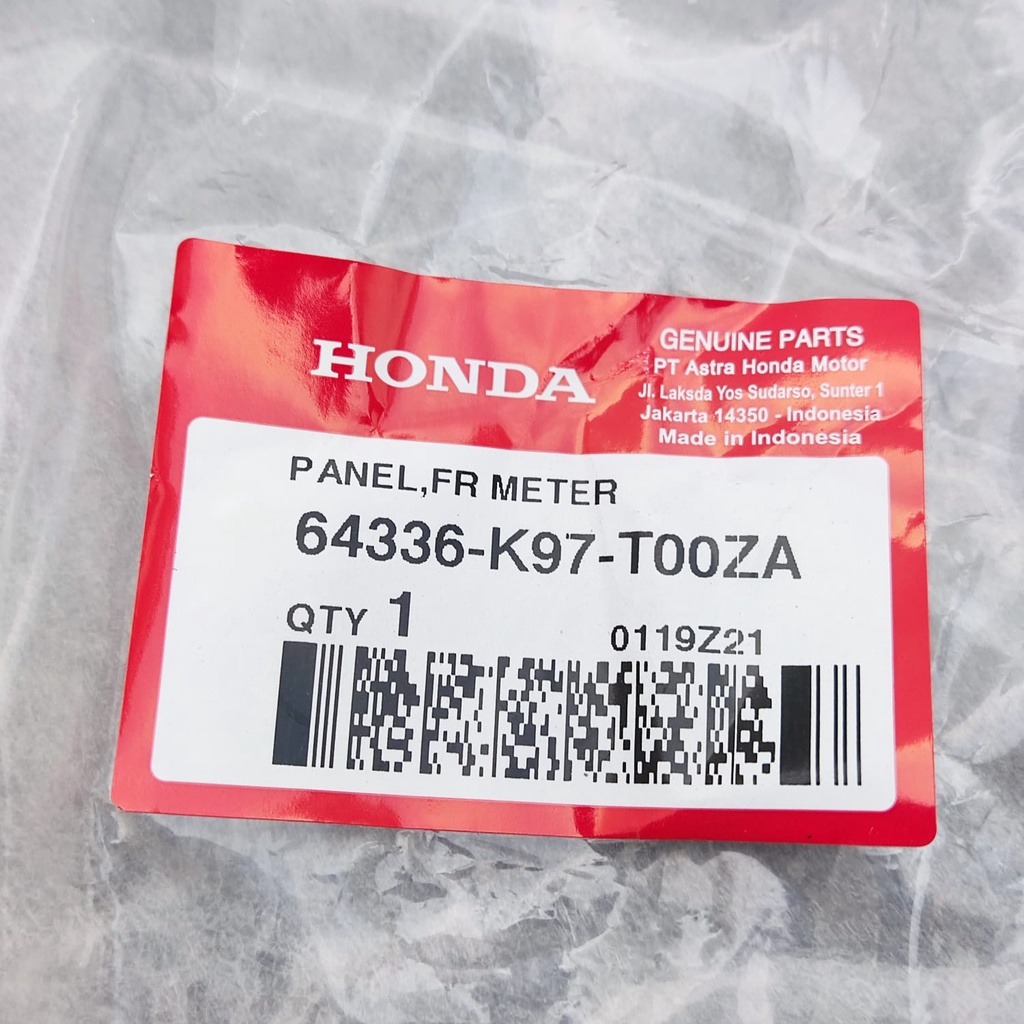 HONDA
GENUINE PARTS
PT Astra Honda Motor
Jl. Laksda Yos Sudarso, Sunter 1
Jakarta 14350 - Indonesia
Made in Indonesia
PANEL,FR METER
64336-K97-T00ZA
QTY 1
0119Z21